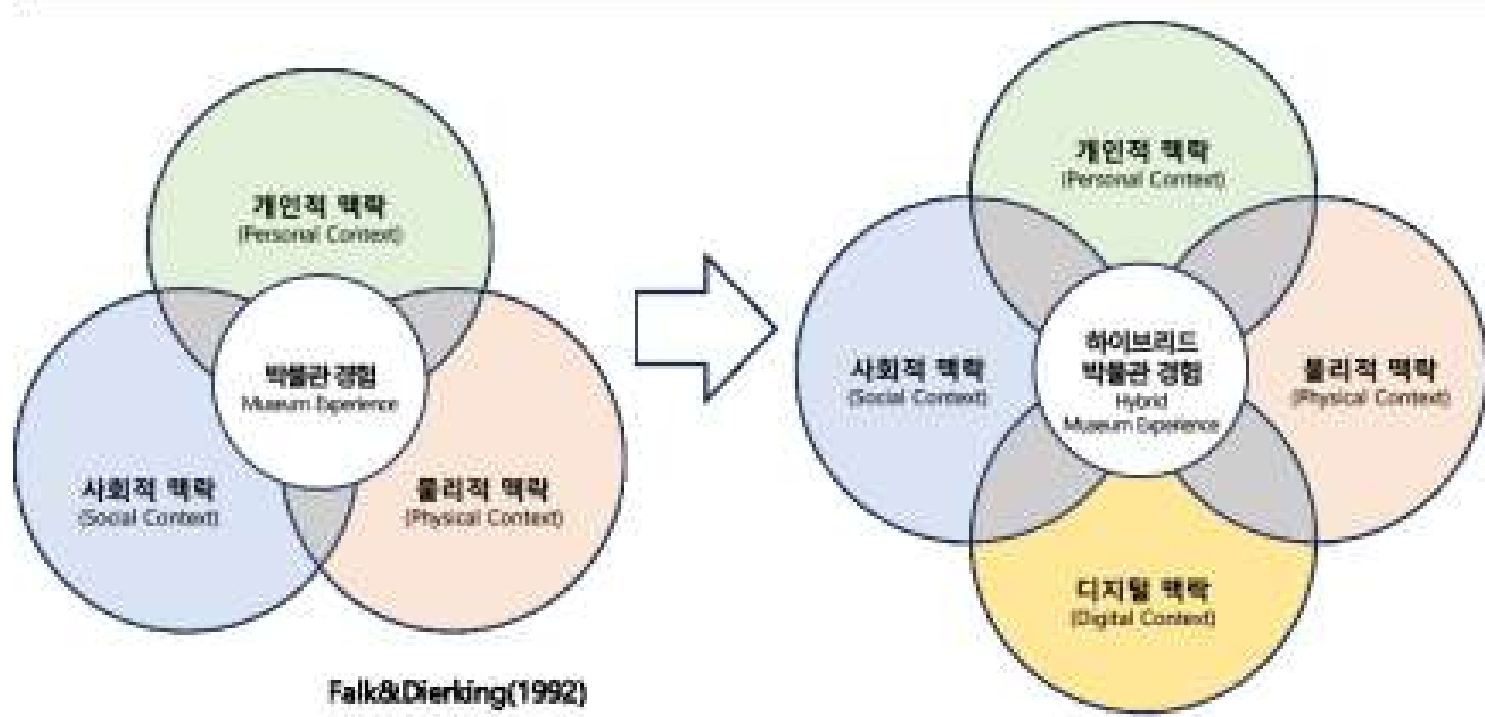 개인적 맥락
(Personal Context)
박물관 경험
Museum Experience
사회적 맥락
(Social Context)
물리적 맥락
(Physical Context)
Falk&Dierking(1992)
개인적 맥락
(Personal Context)
사회적 맥락
(Social Context)
하이브리드
박물관 경험
Hybrid
Museum Experience
물리적 맥락
(Physical Context)
디지털 맥락
(Digital Context)